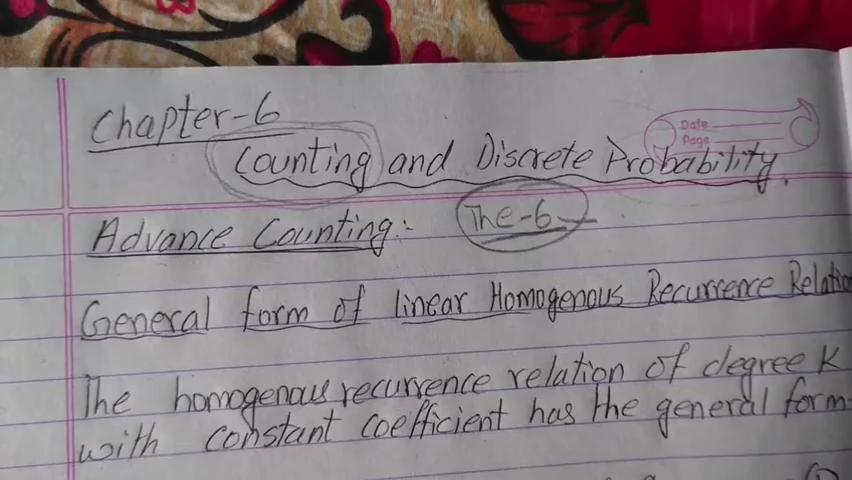 Chapter-6
Counting and Discrete Probability.
Date
Page
Advance Counting:- The-6
General form of linear Homogenous Recurrence Relation
The homogenous recurrence relation of degree K
with constant coefficient has the general form